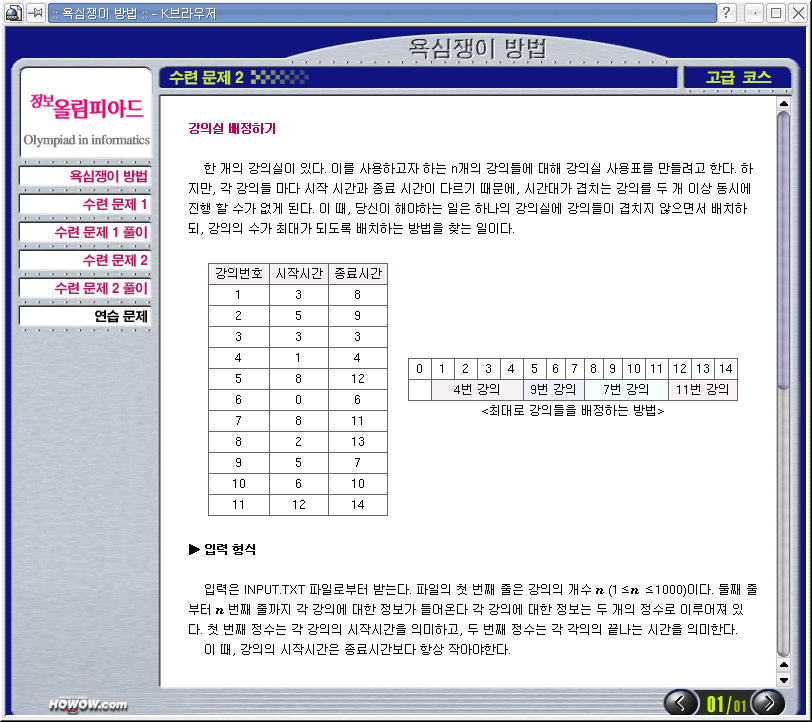 :: 욕심쟁이 방법 :: - K브라우저
욕심쟁이 방법
수련 문제 2
고급 코스
정보올림피아드
Olympiad in informatics
욕심쟁이 방법
수련 문제 1
수련 문제 1 풀이
수련 문제 2
수련 문제 2 풀이
연습 문제
강의실 배정하기
한 개의 강의실이 있다. 이를 사용하고자 하는 n개의 강의들에 대해 강의실 사용표를 만들려고 한다. 하
지만, 각 강의들 마다 시작 시간과 종료 시간이 다르기 때문에, 시간대가 겹치는 강의를 두 개 이상 동시에
진행 할 수가 없게 된다. 이 때, 당신이 해야하는 일은 하나의 강의실에 강의들이 겹치지 않으면서 배치하
되, 강의의 수가 최대가 되도록 배치하는 방법을 찾는 일이다.
강의번호 시작시간 종료시간
1 3 8
2 5 9
3 3 3
4 1 4
5 8 12
6 0 6
7 8 11
8 2 13
9 5 7
10 6 10
11 12 14
0 1 2 3 4 5 6 7 8 9 10 11 12 13 14
4번 강의 9번 강의 7번 강의 11번 강의
<최대로 강의들을 배정하는 방법>
▶ 입력 형식
입력은 INPUT.TXT 파일로부터 받는다. 파일의 첫 번째 줄은 강의의 개수 n (1≤n ≤1000)이다. 둘째 줄
부터 n 번째 줄까지 각 강의에 대한 정보가 들어온다 각 강의에 대한 정보는 두 개의 정수로 이루어져 있
다. 첫 번째 정수는 각 강의의 시작시간을 의미하고, 두 번째 정수는 각 각의의 끝나는 시간을 의미한다.
이 때, 강의의 시작시간은 종료시간보다 항상 작아야한다.
HOWOW.com
01/01